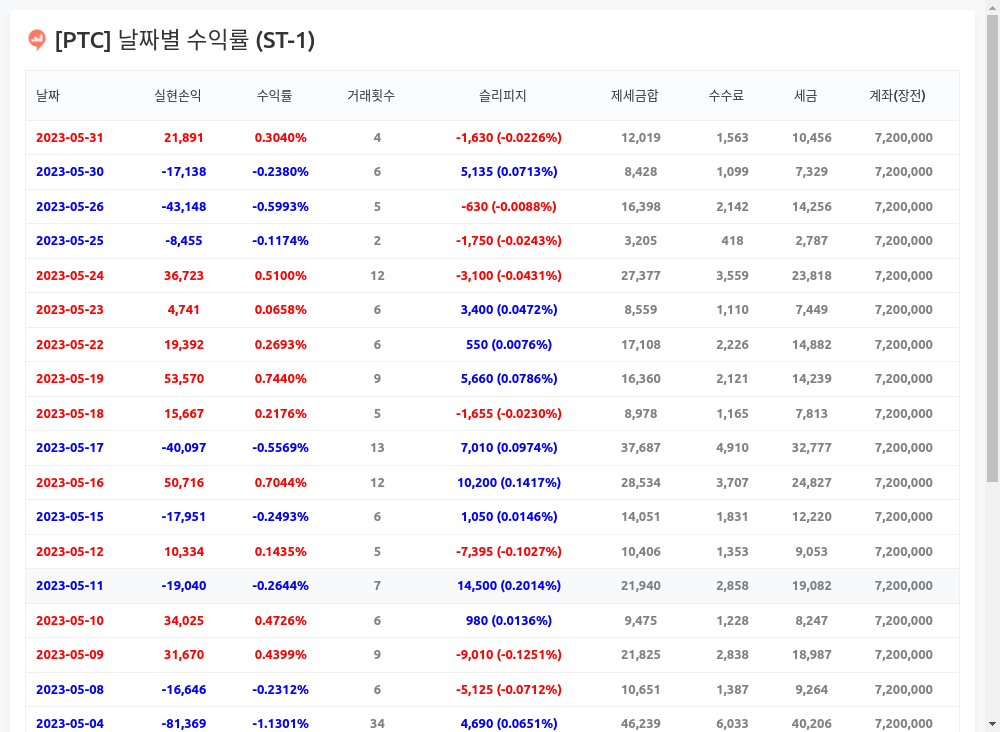 [PTC] 날짜별 수익률 (ST-1)
날짜 실현손익 수익률 거래횟수 슬리피지 제세금합 수수료 세금 계좌(장전)
2023-05-31 21,891 0.3040% 4 -1,630 (-0.0226%) 12,019 1,563 10,456 7,200,000
2023-05-30 -17,138 -0.2380% 6 5,135 (0.0713%) 8,428 1,099 7,329 7,200,000
2023-05-26 -43,148 -0.5993% 5 -630 (-0.0088%) 16,398 2,142 14,256 7,200,000
2023-05-25 -8,455 -0.1174% 2 -1,750 (-0.0243%) 3,205 418 2,787 7,200,000
2023-05-24 36,723 0.5100% 12 -3,100 (-0.0431%) 27,377 3,559 23,818 7,200,000
2023-05-23 4,741 0.0658% 6 3,400 (0.0472%) 8,559 1,110 7,449 7,200,000
2023-05-22 19,392 0.2693% 6 550 (0.0076%) 17,108 2,226 14,882 7,200,000
2023-05-19 53,570 0.7440% 9 5,660 (0.0786%) 16,360 2,121 14,239 7,200,000
2023-05-18 15,667 0.2176% 5 -1,655 (-0.0230%) 8,978 1,165 7,813 7,200,000
2023-05-17 -40,097 -0.5569% 13 7,010 (0.0974%) 37,687 4,910 32,777 7,200,000
2023-05-16 50,716 0.7044% 12 10,200 (0.1417%) 28,534 3,707 24,827 7,200,000
2023-05-15 -17,951 -0.2493% 6 1,050 (0.0146%) 14,051 1,831 12,220 7,200,000
2023-05-12 10,334 0.1435% 5 -7,395 (-0.1027%) 10,406 1,353 9,053 7,200,000
2023-05-11 -19,040 -0.2644% 7 14,500 (0.2014%) 21,940 2,858 19,082 7,200,000
2023-05-10 34,025 0.4726% 6 980 (0.0136%) 9,475 1,228 8,247 7,200,000
2023-05-09 31,670 0.4399% 9 -9,010 (-0.1251%) 21,825 2,838 18,987 7,200,000
2023-05-08 -16,646 -0.2312% 6 -5,125 (-0.0712%) 10,651 1,387 9,264 7,200,000
2023-05-04 -81,369 -1.1301% 34 4,690 (0.0651%) 46,239 6,033 40,206 7,200,000